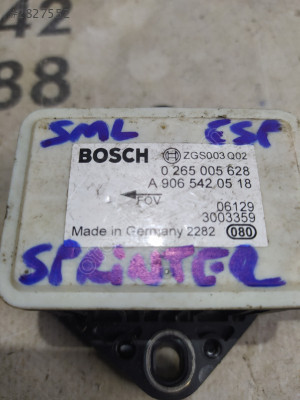 42
88
SML ESP
BOSCH ZGS003 Q02
0 265 005 628
A 906 542 05 18
FOV
06129
3003359
Made in Germany 2282 080
SPRINTER